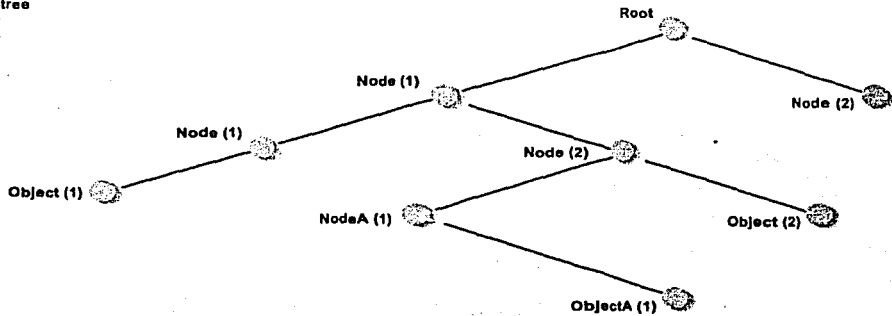 tree
Root
Node (1)
Node (2)
Node (1)
Node (2)
Object (1)
NodeA (1)
Object (2)
ObjectA (1)